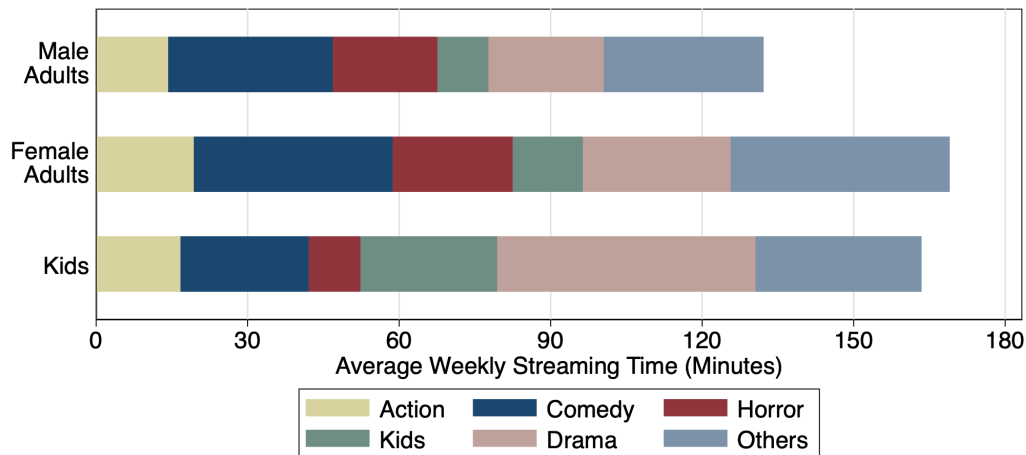 Male
Adults
Female
Adults
Kids
0 30 60 90 120 150 180
Average Weekly Streaming Time (Minutes)
Action Comedy Horror
Kids Drama Others